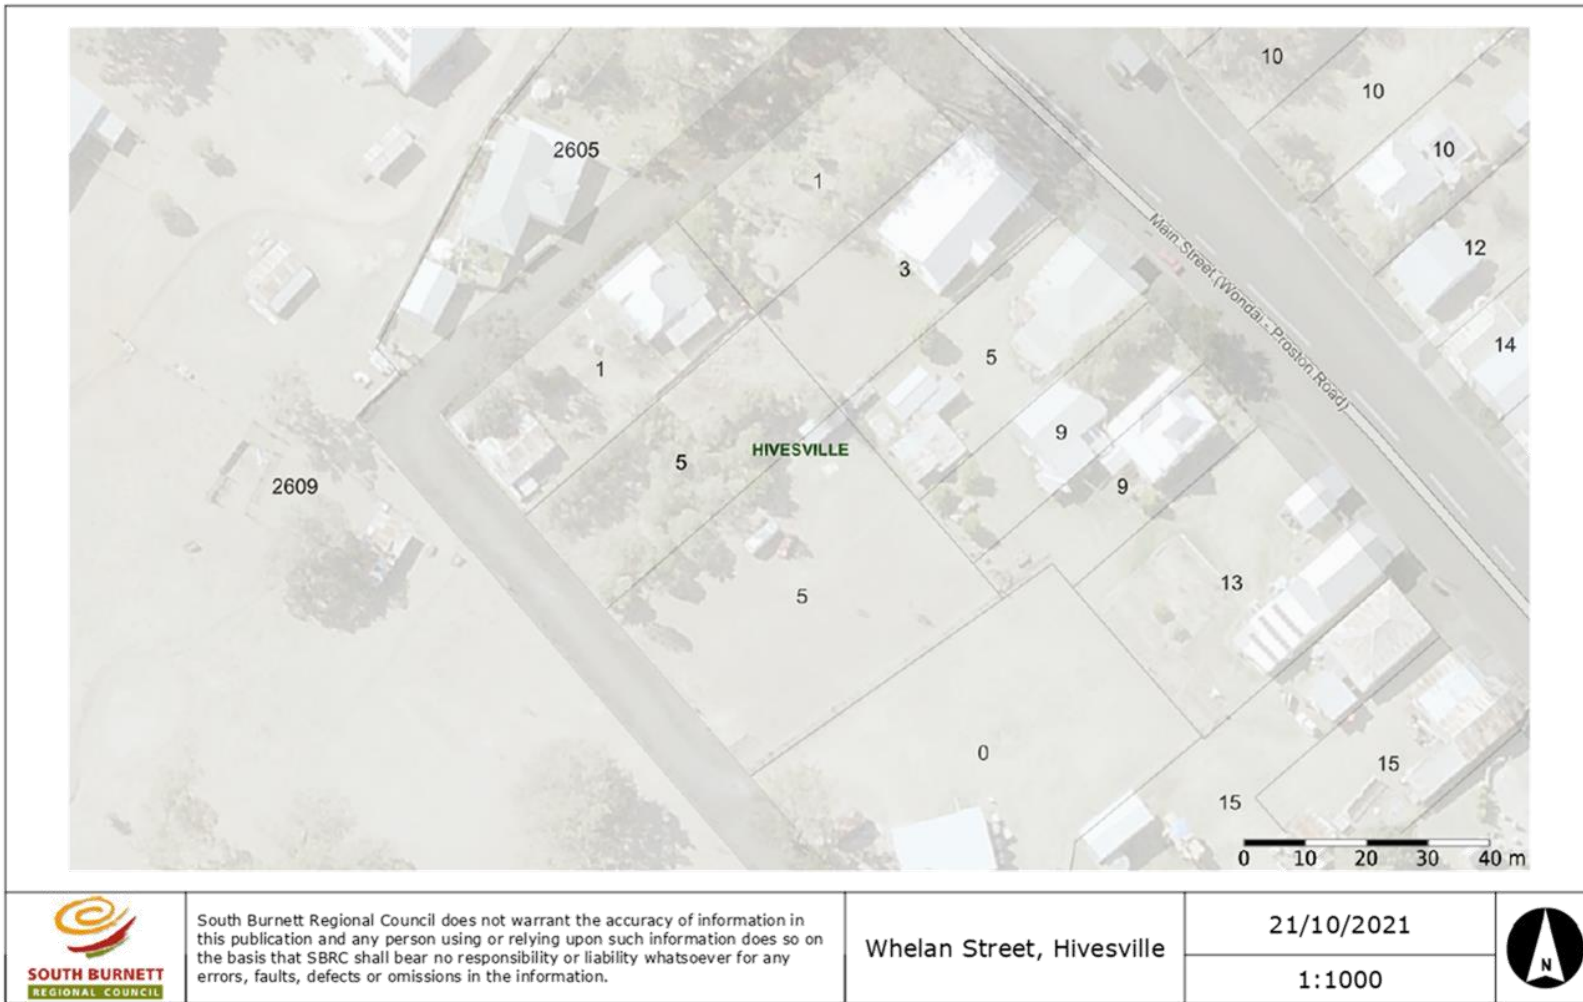 10
10
2605
10
1
Main Street (Wondai - Proston Road)
12
3
14
5
1
9
HIVESVILLE
5
9
2609
13
5
0
15
15
0 10 20 30 40 m
SOUTH BURNETT
REGIONAL COUNCIL
South Burnett Regional Council does not warrant the accuracy of information in
this publication and any person using or relying upon such information does so on
the basis that SBRC shall bear no responsibility or liability whatsoever for any
errors, faults, defects or omissions in the information.
Whelan Street, Hivesville
21/10/2021
1:1000
N